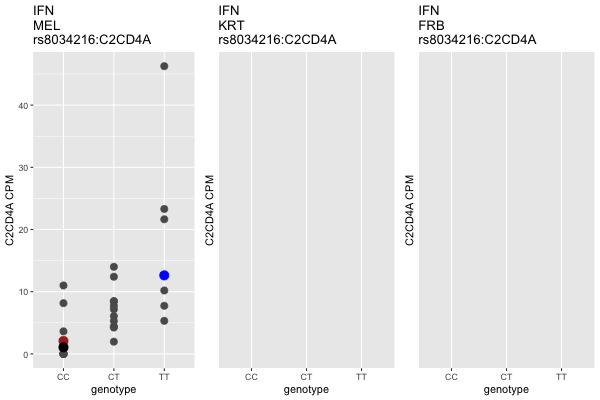 IFN
MEL
rs8034216:C2CD4A
IFN
KRT
rs8034216:C2CD4A
IFN
FRB
rs8034216:C2CD4A
C2CD4A CPM
40
30
20
10
0
CC
CT
TT
genotype
C2CD4A CPM
CC
CT
TT
genotype
C2CD4A CPM
CC
CT
TT
genotype